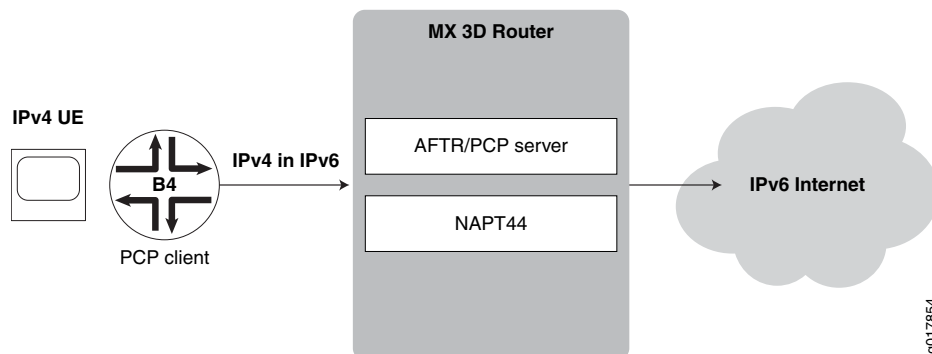 MX 3D Router
IPv4 UE
IPv4 in IPv6
B4
PCP client
AFTR/PCP server
NAPT44
IPv6 Internet
g017854